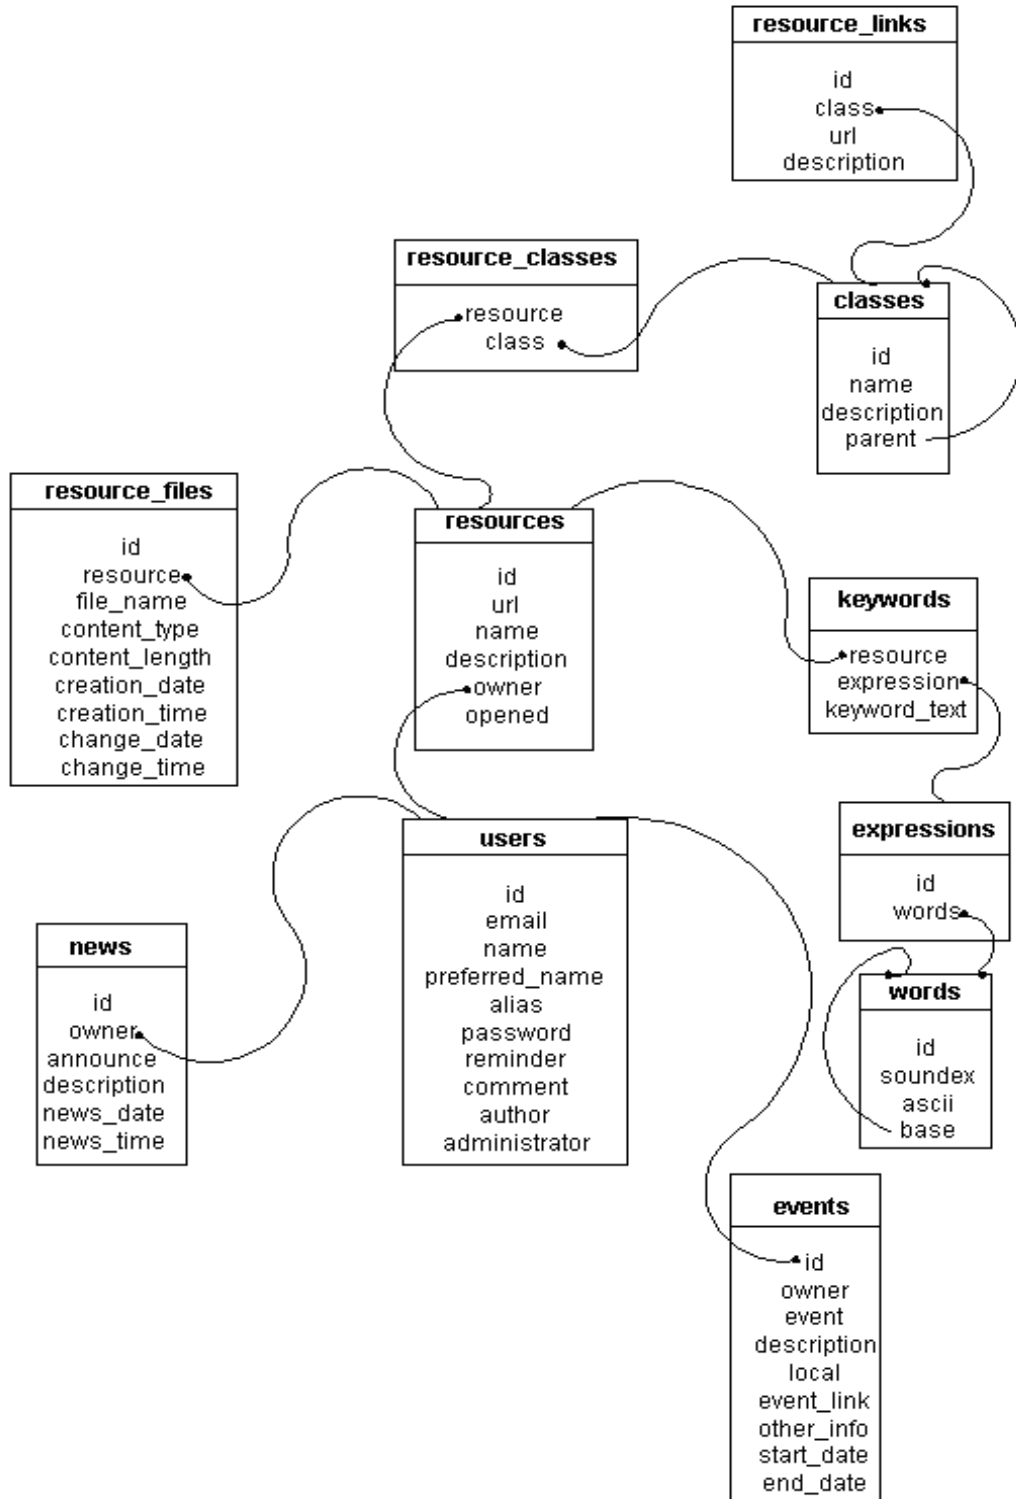 resource_links
id
class
url
description
resource_classes
resource
class
classes
id
name
description
parent
resource_files
id
resource
file_name
content_type
content_length
creation_date
creation_time
change_date
change_time
resources
id
url
name
description
owner
opened
keywords
resource
expression
keyword_text
expressions
id
words
users
id
email
name
preferred_name
alias
password
reminder
comment
author
administrator
news
id
owner
announce
description
news_date
news_time
words
id
soundex
ascii
base
events
id
owner
event
description
local
event_link
other_info
start_date
end_date